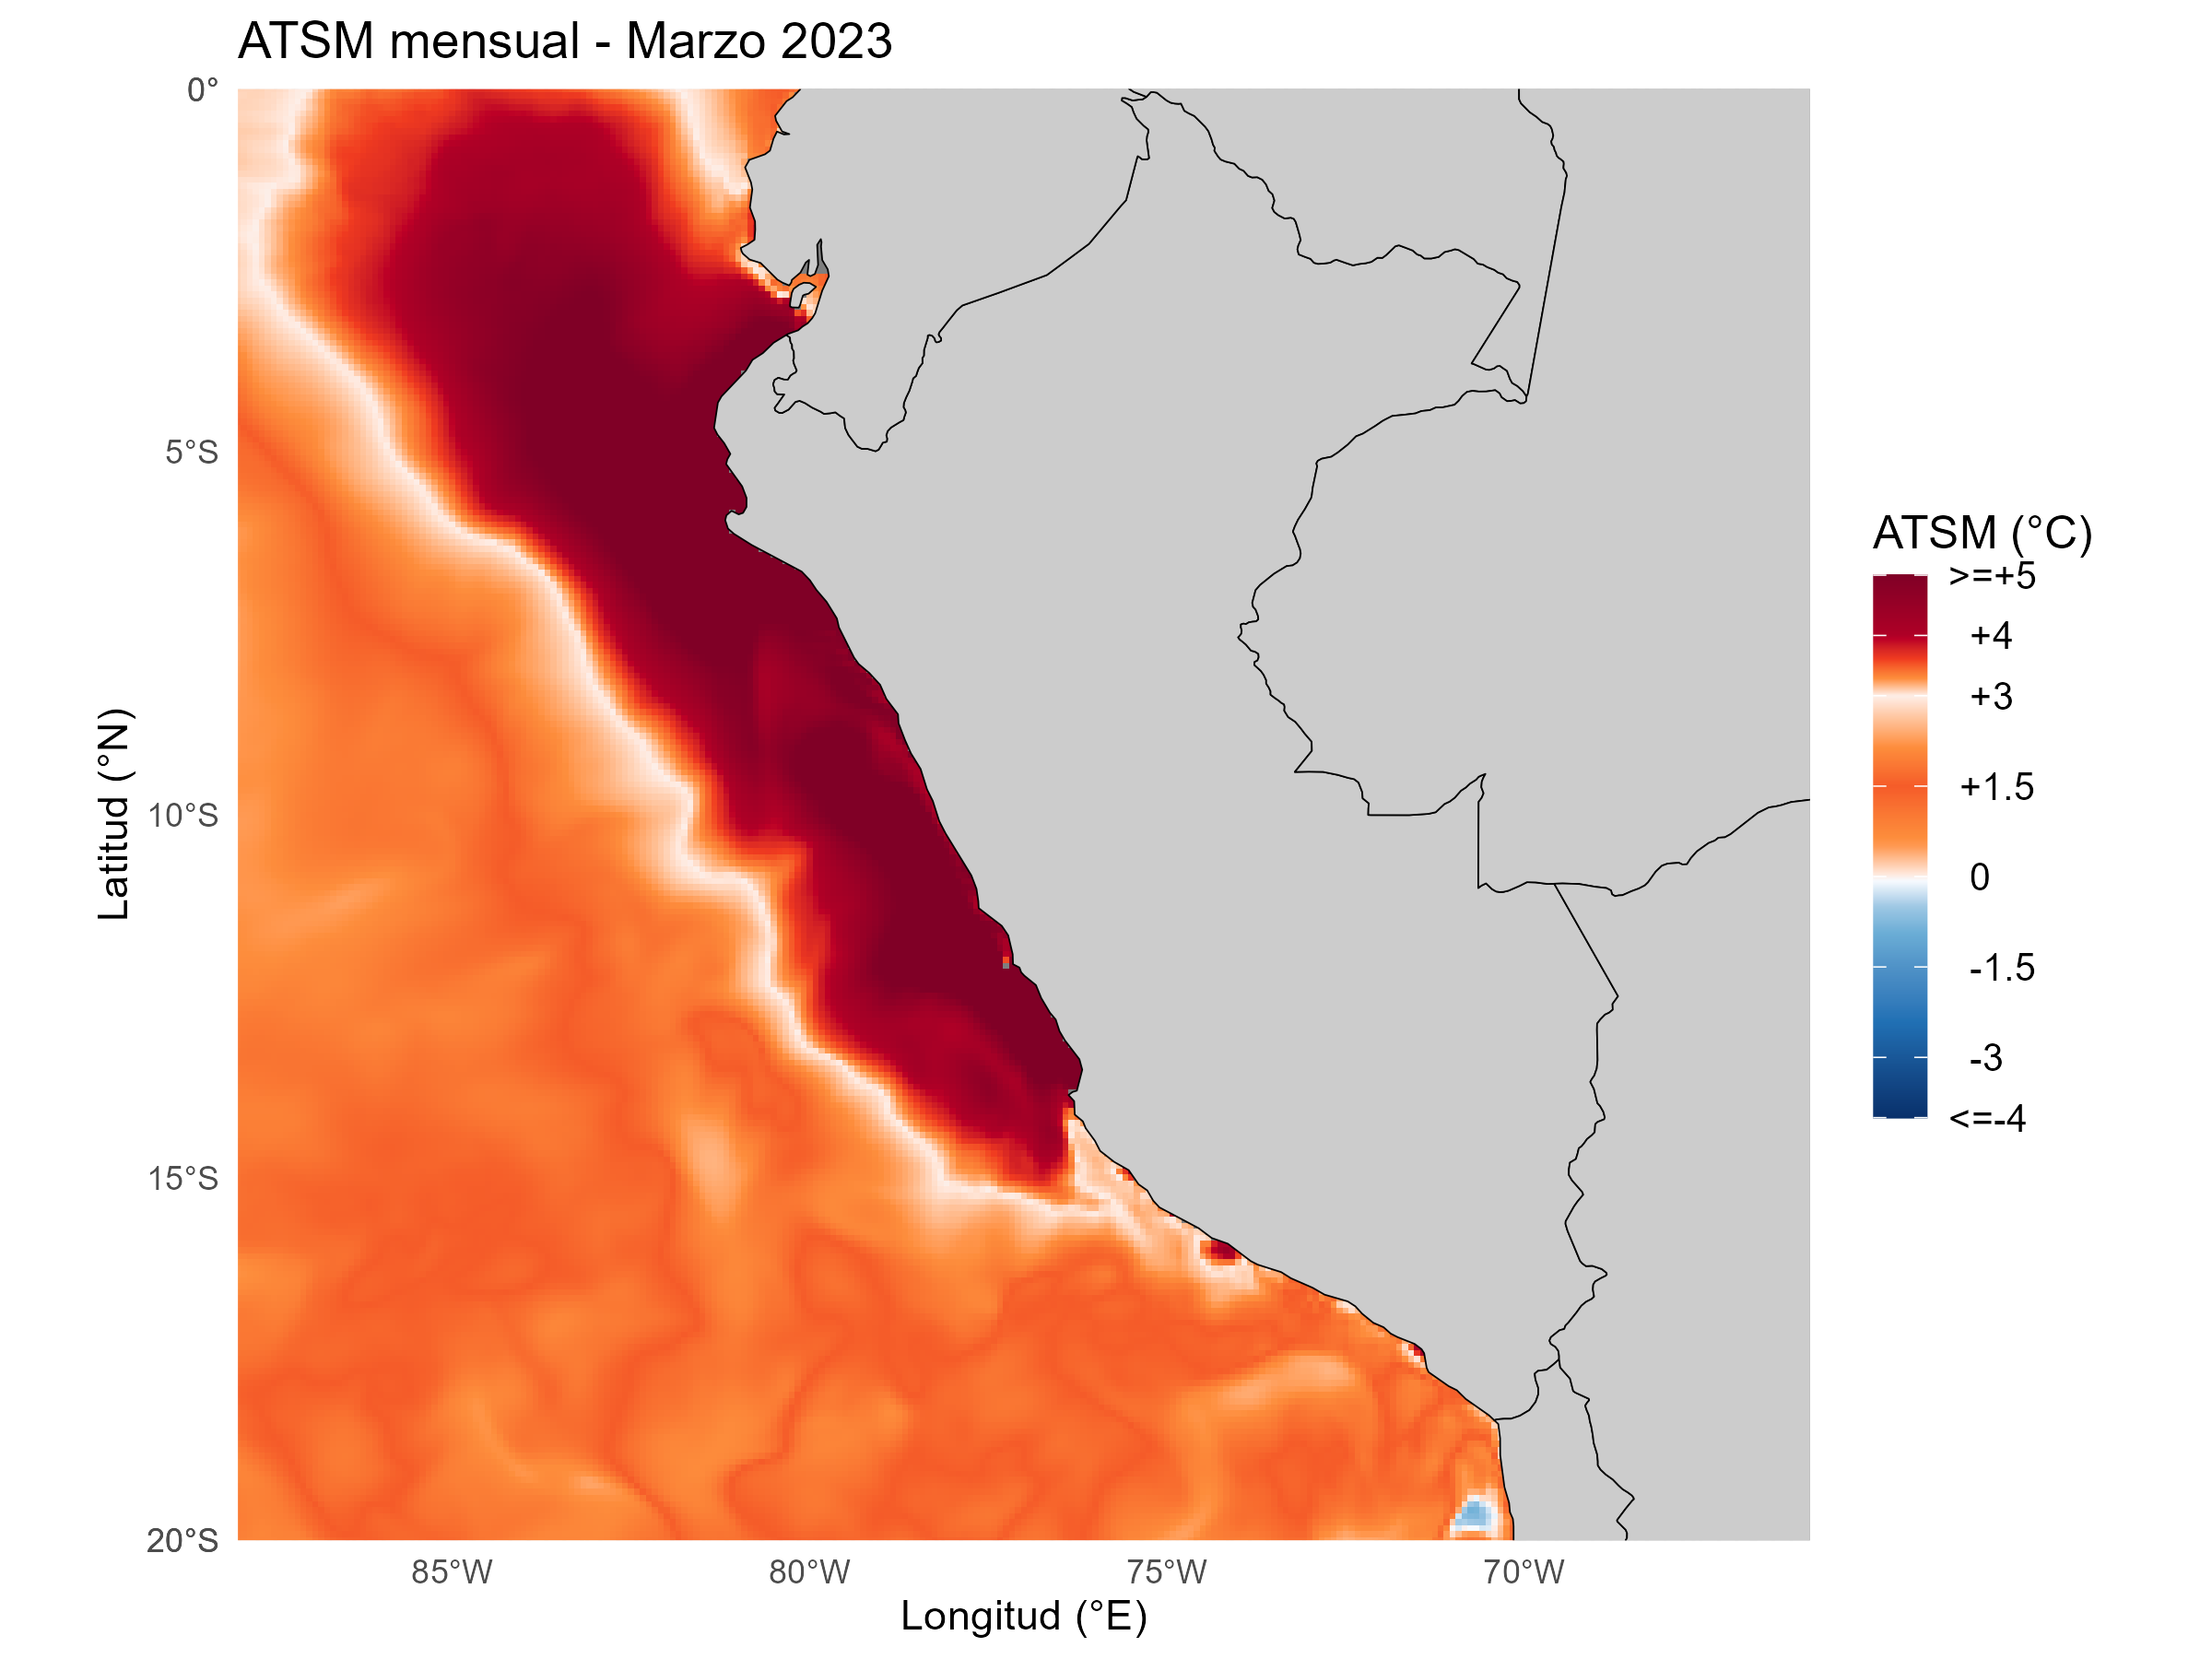 ATSM mensual - Marzo 2023
0°
5°S
10°S
15°S
20°S
Latitud (°N)
85°W
80°W
75°W
70°W
Longitud (°E)
ATSM (°C)
>=+5
+4
+3
+1.5
0
-1.5
-3
<=-4